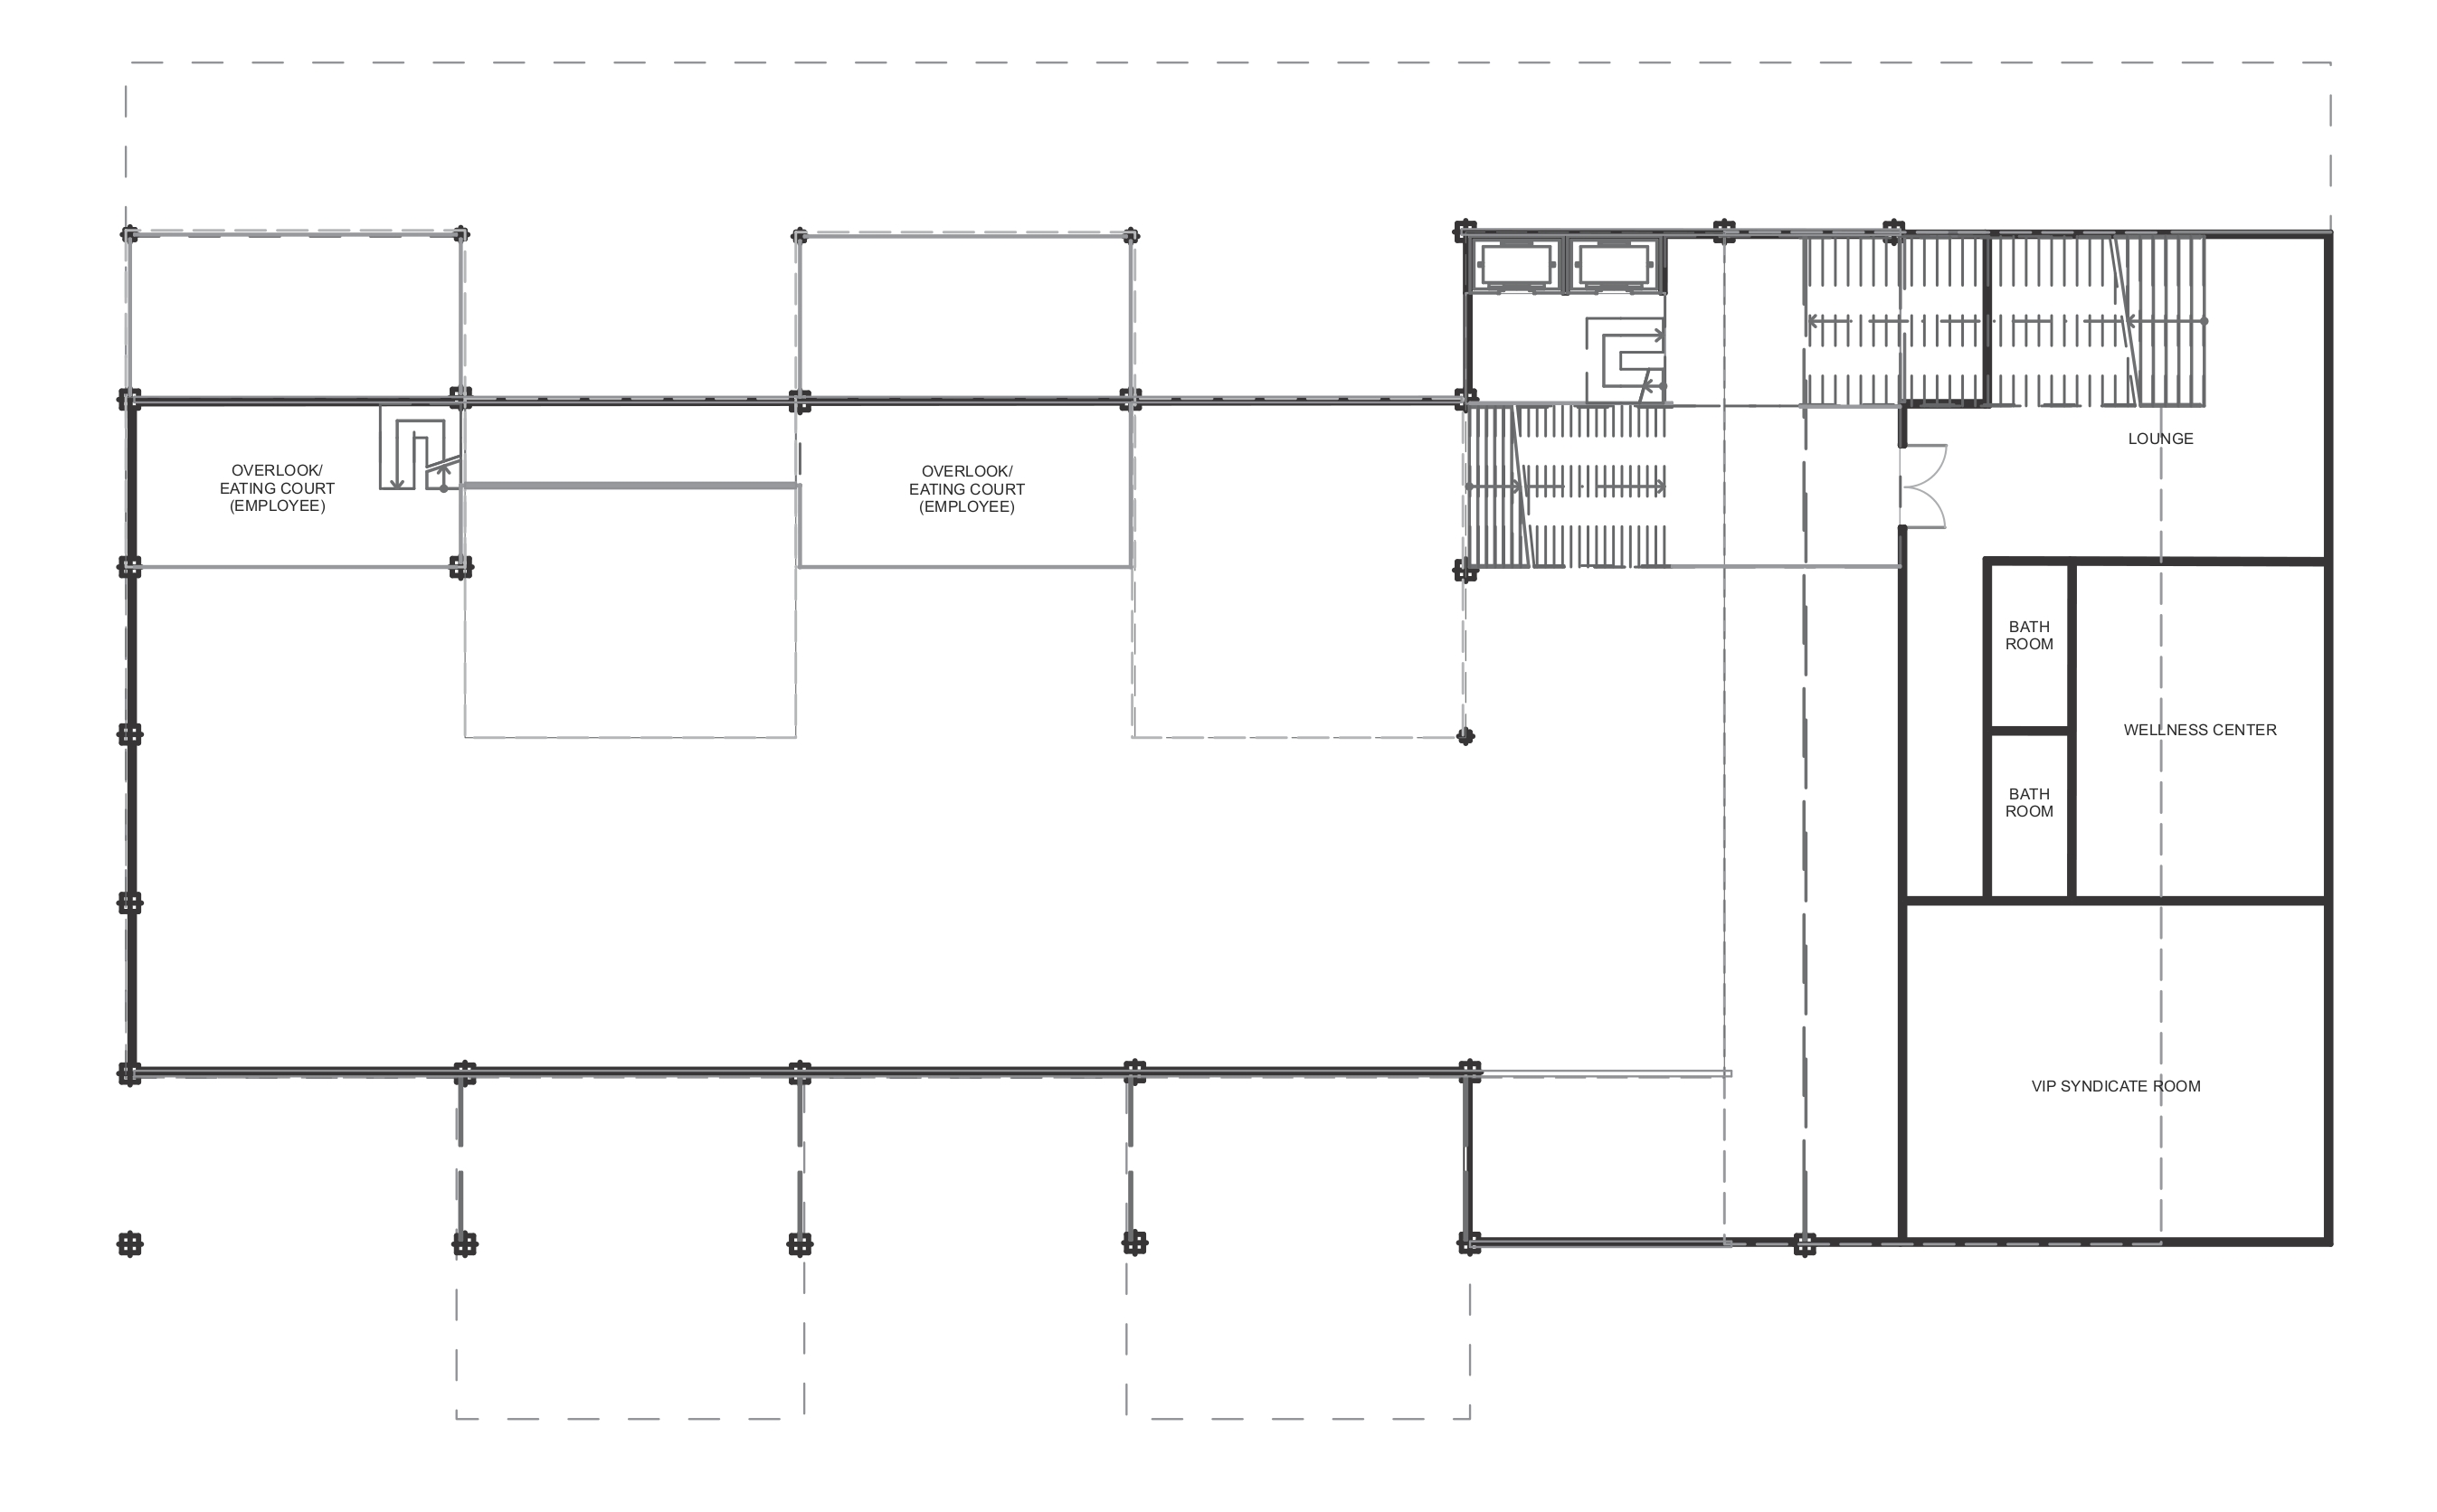 OVERLOOK/
EATING COURT
(EMPLOYEE)
OVERLOOK/
EATING COURT
(EMPLOYEE)
LOUNGE
BATH
ROOM
WELLNESS CENTER
BATH
ROOM
VIP SYNDICATE ROOM